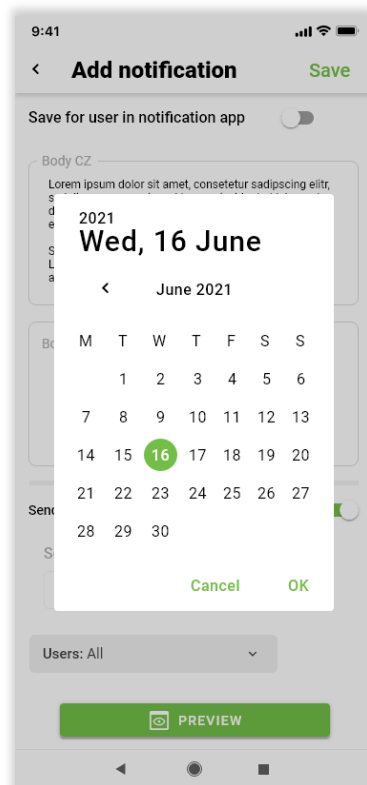 9:41
Add notification Save
Save for user in notification app
Body CZ
Lorem ipsum dolor sit amet, consetetur sadipscing elitr,
2021
Wed, 16 June
June 2021
M T W T F S S
1 2 3 4 5 6
7 8 9 10 11 12 13
14 15 16 17 18 19 20
21 22 23 24 25 26 27
28 29 30
Cancel OK
Users: All
PREVIEW